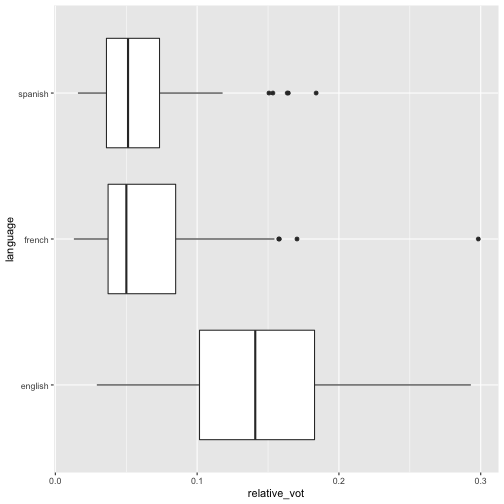 spanish
french
english
language
0.0 0.1 0.2 0.3
relative_vot